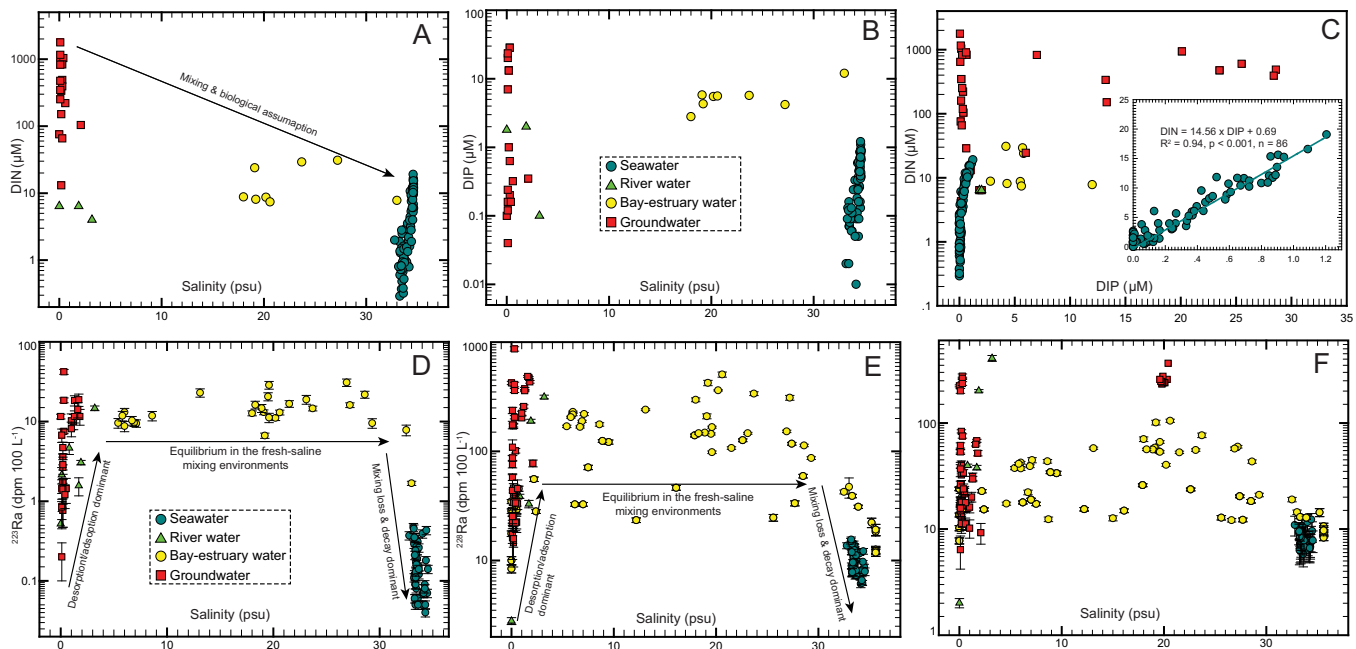 A
1000
100
10
1
DIN (µM)
Mixing & biological assumaption
Salinity (psu)
0
10
20
30
B
10
1
0.1
0.01
DIP (µM)
Seawater
River water
Bay-estruary water
Groundwater
Salinity (psu)
0
10
20
30
C
1000
100
10
1
.1
DIN (µM)
25
20
15
10
5
0
DIN = 14.56 x DIP + 0.69
R² = 0.94, p < 0.001, n = 86
0.0
.2
.4
.6
.8
1.0
1.2
DIP (µM)
0
5
10
15
20
25
30
35
D
100
10
1
0.1
²²³Ra (dpm 100 L⁻¹)
Desorption/adsoption dominant
Equilibrium in the fresh-saline
mixing environments
Mixing loss & decay dominant
Seawater
River water
Bay-estruary water
Groundwater
Salinity (psu)
0
10
20
30
E
1000
100
10
²²⁸Ra (dpm 100 L⁻¹)
Desorption/adsorption
dominant
Equilibrium in the fresh-saline
mixing environments
Mixing loss & decay dominant
Salinity (psu)
0
10
20
30
F
100
10
1
Salinity (psu)
0
10
20
30